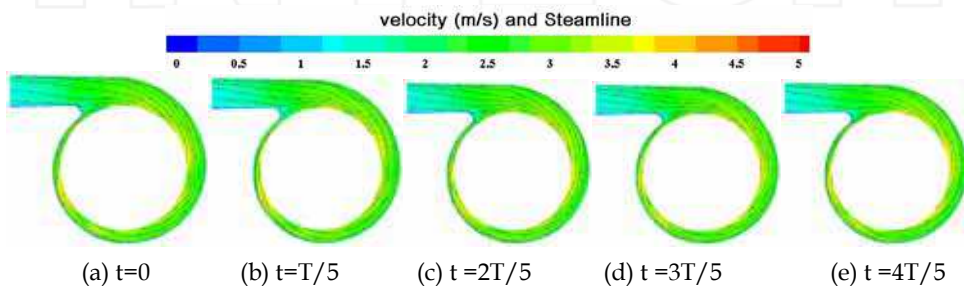 velocity (m/s) and Steamline
0 0.5 1 1.5 2 2.5 3 3.5 4 4.5 5
(a) t=0 (b) t=T/5 (c) t =2T/5 (d) t =3T/5 (e) t =4T/5